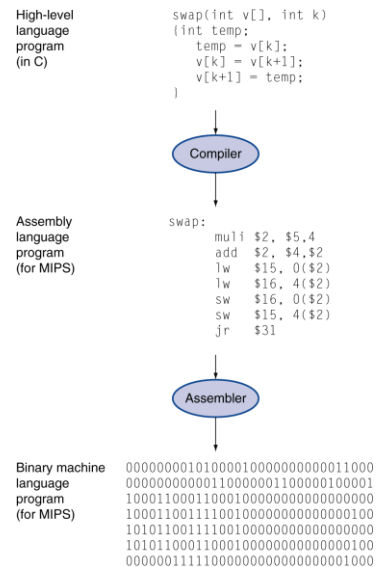 High-level
language
program
(in C)
swap(int v[], int k)
{int temp;
temp = v[k];
v[k] = v[k+1];
v[k+1] = temp;
}
Compiler
Assembly
language
program
(for MIPS)
swap:
muli $2, $5,4
add $2, $4,$2
lw $15, 0($2)
lw $16, 4($2)
sw $16, 0($2)
sw $15, 4($2)
jr $31
Assembler
Binary machine
language
program
(for MIPS)
00000000101000010000000000011000
00000000000110000001100000100001
10001100011000100000000000000000
10001100111100100000000000000100
10101100111100100000000000000000
10101100011000100000000000000100
00000011111000000000000000001000